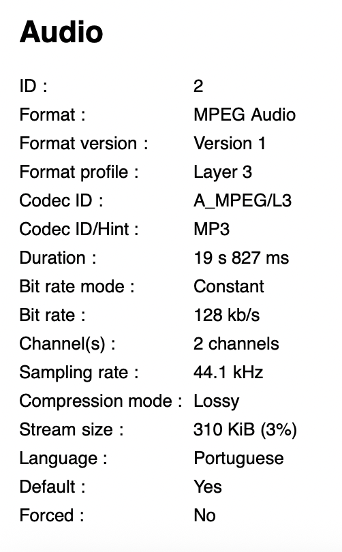 Audio
ID : 2
Format : MPEG Audio
Format version : Version 1
Format profile : Layer 3
Codec ID : A_MPEG/L3
Codec ID/Hint : MP3
Duration : 19 s 827 ms
Bit rate mode : Constant
Bit rate : 128 kb/s
Channel(s) : 2 channels
Sampling rate : 44.1 kHz
Compression mode : Lossy
Stream size : 310 KiB (3%)
Language : Portuguese
Default : Yes
Forced : No